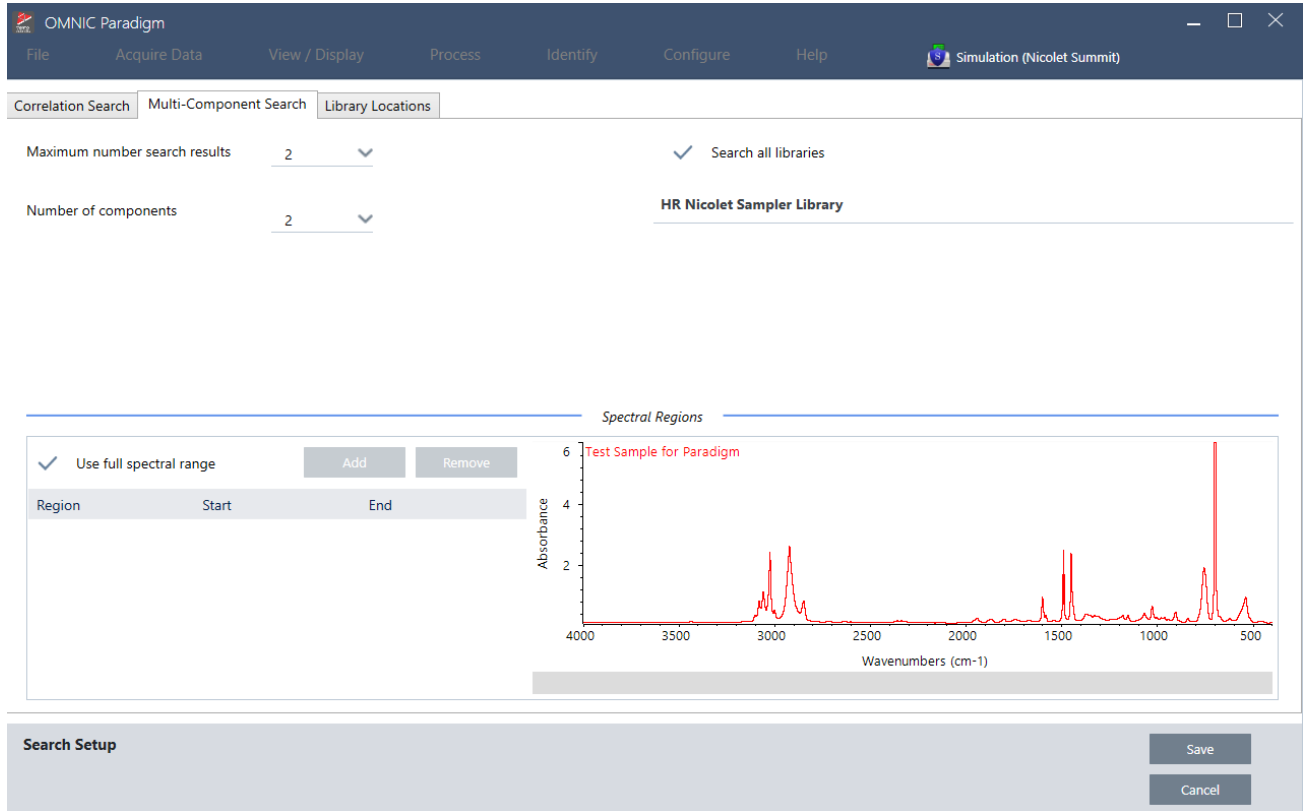 OMNIC Paradigm
File Acquire Data View / Display Process Identify Configure Help Simulation (Nicolet Summit)
Correlation Search Multi-Component Search Library Locations
Maximum number search results 2 Search all libraries
Number of components 2 HR Nicolet Sampler Library
Spectral Regions
Use full spectral range Add Remove
Region Start End
Test Sample for Paradigm
6
4
2
Absorbance
4000 3500 3000 2500 2000 1500 1000 500
Wavenumbers (cm-1)
Search Setup
Save
Cancel